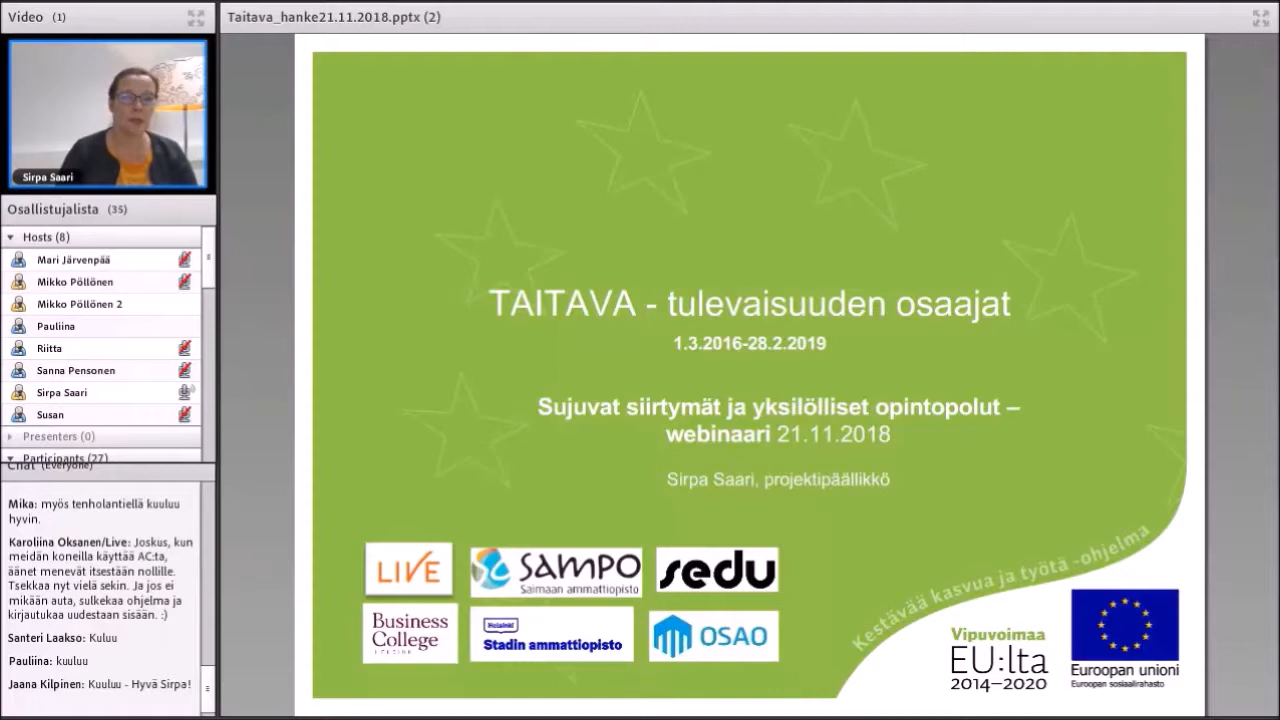 Video (1)
Sirpa Saari
Osallistujalista (35)
Hosts (8)
Mari Järvenpää
Mikko Pöllönen
Mikko Pöllönen 2
Pauliina
Riitta
Sanna Pensonen
Sirpa Saari
Susan
Presenters (0)
Participants (27)
Chat (Everyone)
Mika: myös tenholantiellä kuuluu
hyvin.
Karoliina Oksanen/Live: Joskus, kun
meidän koneilla käyttää AC:ta,
äänet menevät itsestään nollille.
Tsekkaa nyt vielä sekin. Ja jos ei
mikään auta, sulkekaa ohjelma ja
kirjautukaa uudestaan sisään. :)
Santeri Laakso: Kuluu
Pauliina: kuuluu
Jaana Kilpinen: Kuuluu - Hyvä Sirpa!
Taitava_hanke21.11.2018.pptx (2)
TAITAVA - tulevaisuuden osaajat
1.3.2016-28.2.2019
Sujuvat siirtymät ja yksilölliset opintopolut –
webinaari 21.11.2018
Sirpa Saari, projektipäällikkö
LIVE
SAMPO
Saimaan ammattiopisto
sedu
Business
College
HELSINKI
Helsinki
Stadin ammattiopisto
OSAO
Kestävää kasvua ja työtä -ohjelma
Vipuvoimaa
EU:lta
2014–2020
Euroopan unioni
Euroopan sosiaalirahasto